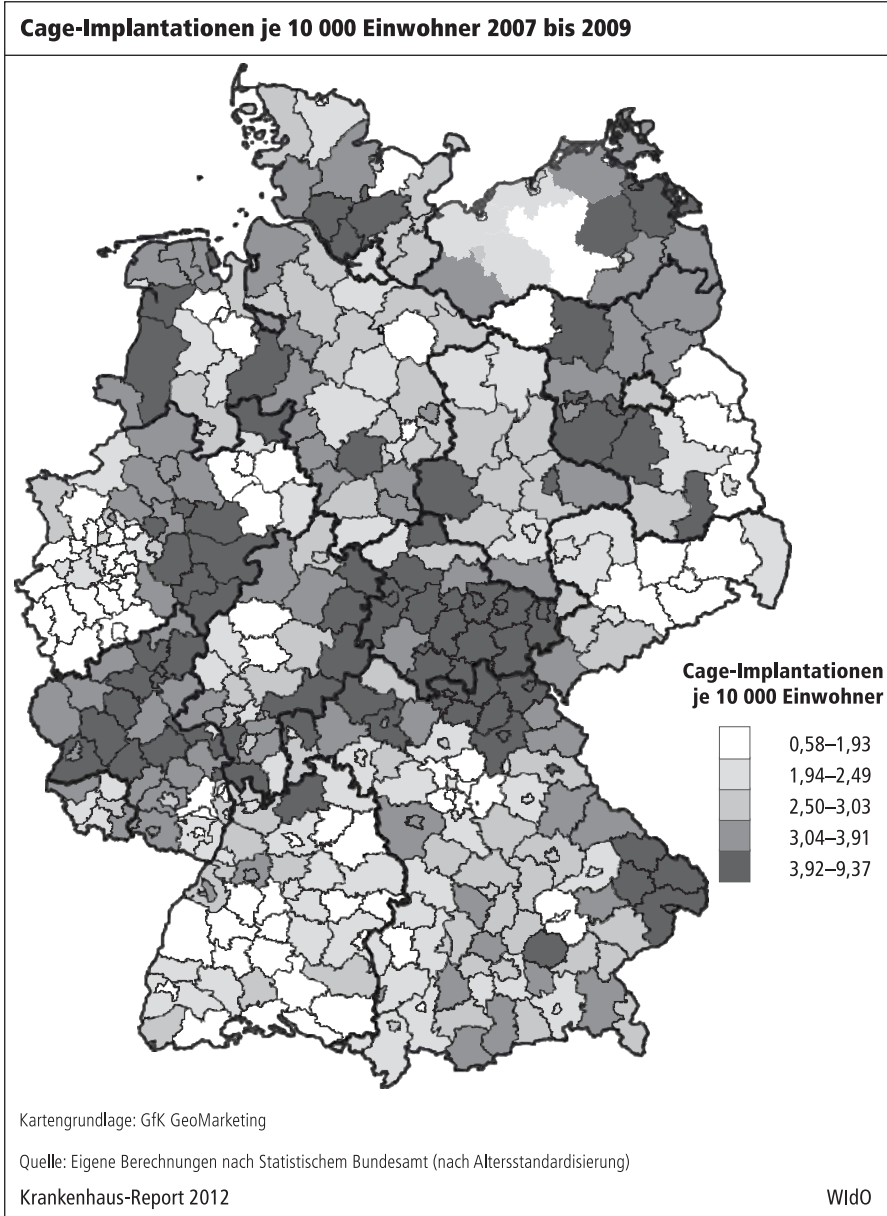 Cage-Implantationen je 10 000 Einwohner 2007 bis 2009
Cage-Implantationen
je 10 000 Einwohner
0,58–1,93
1,94–2,49
2,50–3,03
3,04–3,91
3,92–9,37
Kartengrundlage: GfK GeoMarketing
Quelle: Eigene Berechnungen nach Statistischem Bundesamt (nach Altersstandardisierung)
Krankenhaus-Report 2012
WIdO